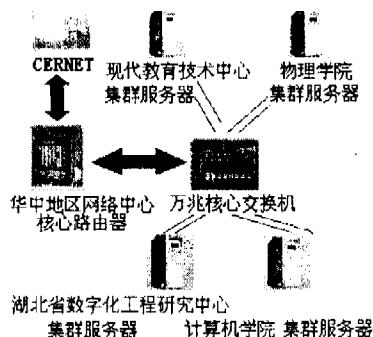 CERNET
现代教育技术中心
集群服务器
物理学院
集群服务器
华中地区网络中心
核心路由器
万兆核心交换机
湖北省数字化工程研究中心
集群服务器
计算机学院 集群服务器